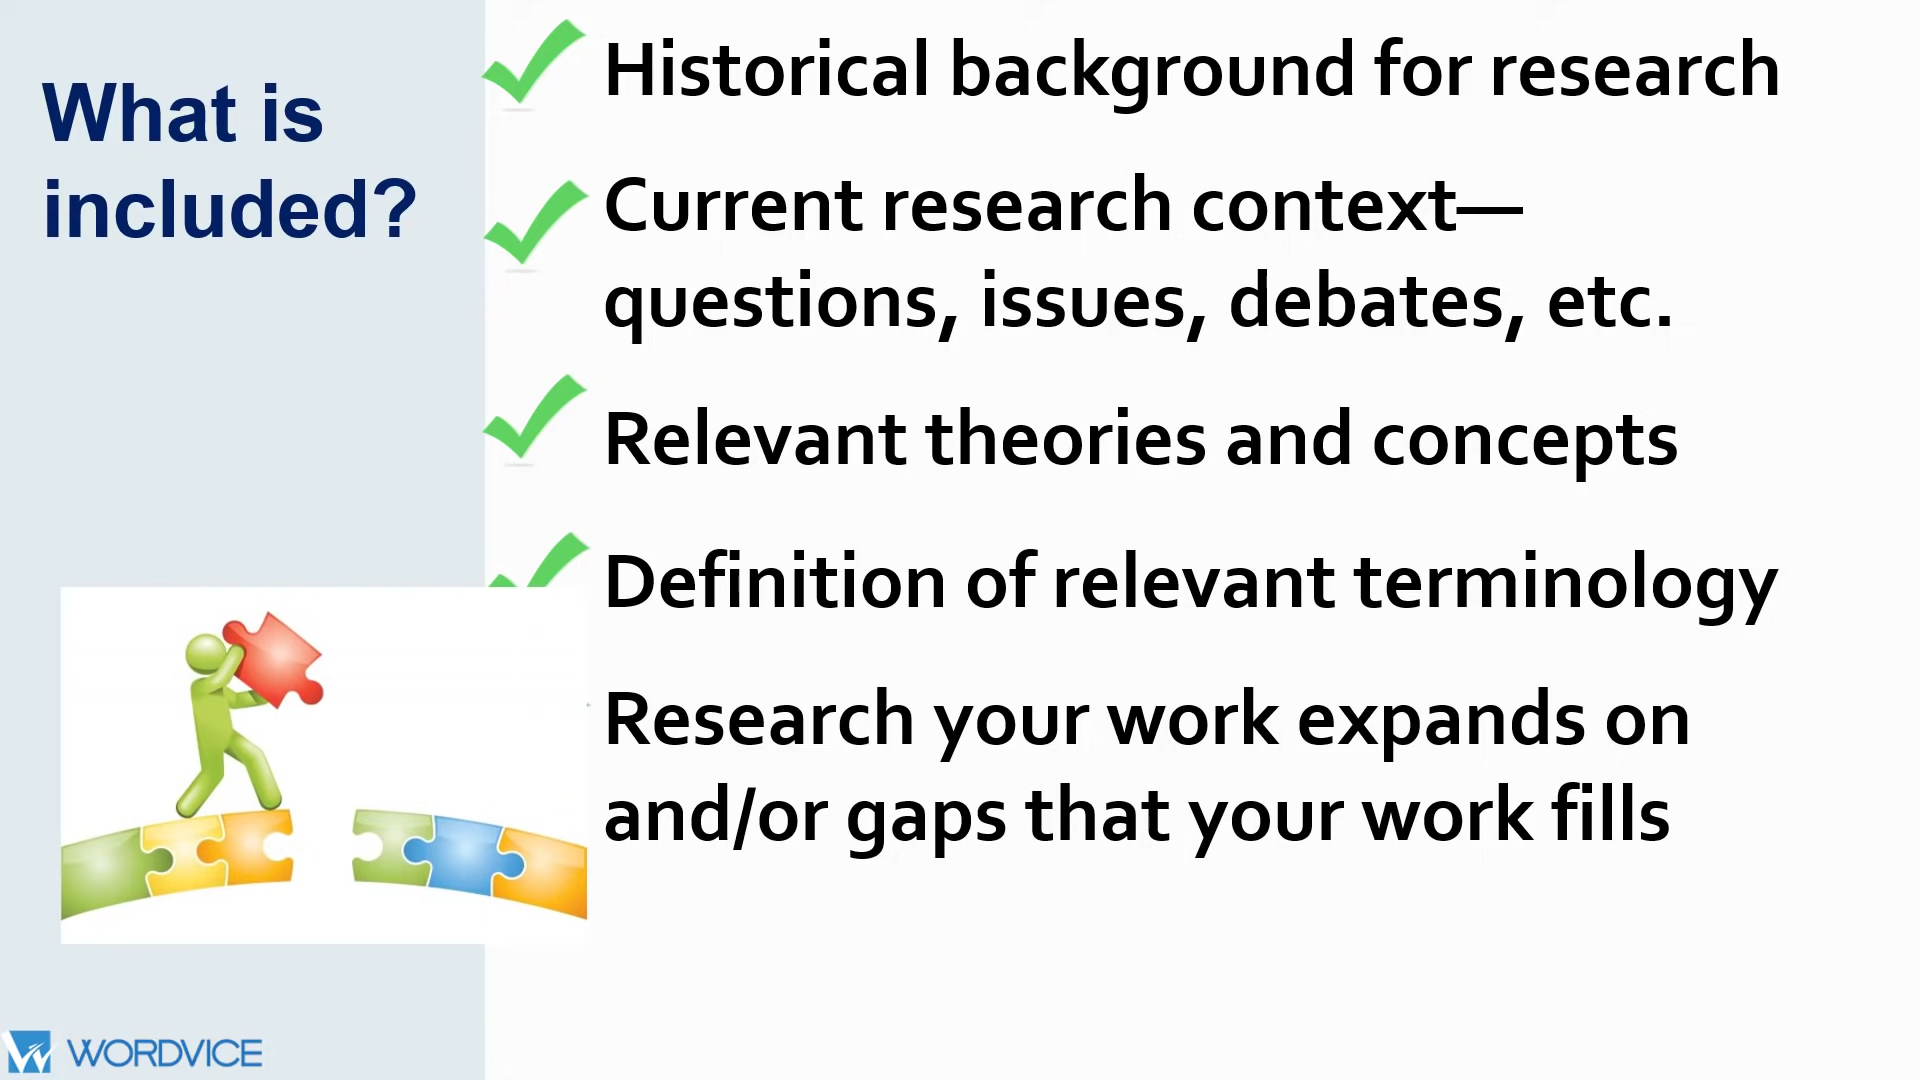 What is
included?
Historical background for research
Current research context—
questions, issues, debates, etc.
Relevant theories and concepts
Definition of relevant terminology
Research your work expands on
and/or gaps that your work fills
WORDVICE